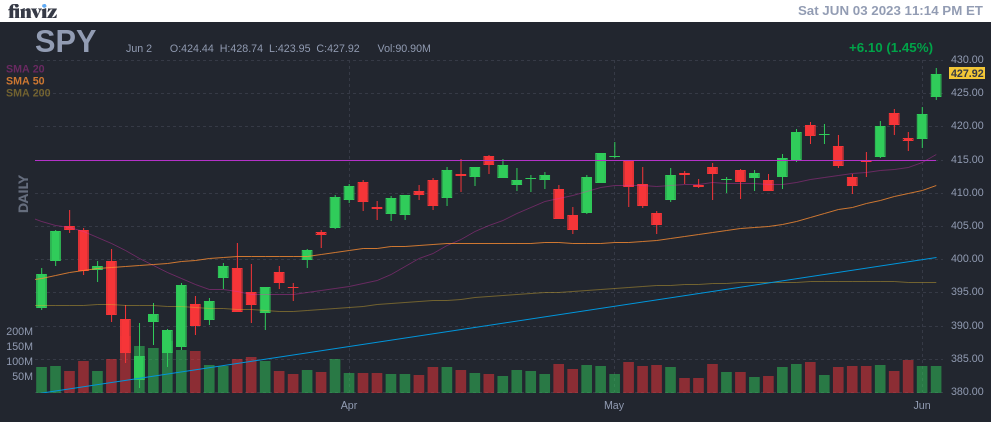 finviz
Sat JUN 03 2023 11:14 PM ET
SPY
Jun 2 O:424.44 H:428.74 L:423.95 C:427.92 Vol:90.90M
+6.10 (1.45%)
SMA 20
SMA 50
SMA 200
DAILY
430.00
427.92
425.00
420.00
415.00
410.00
405.00
400.00
395.00
390.00
385.00
380.00
200M
150M
100M
50M
Apr May Jun